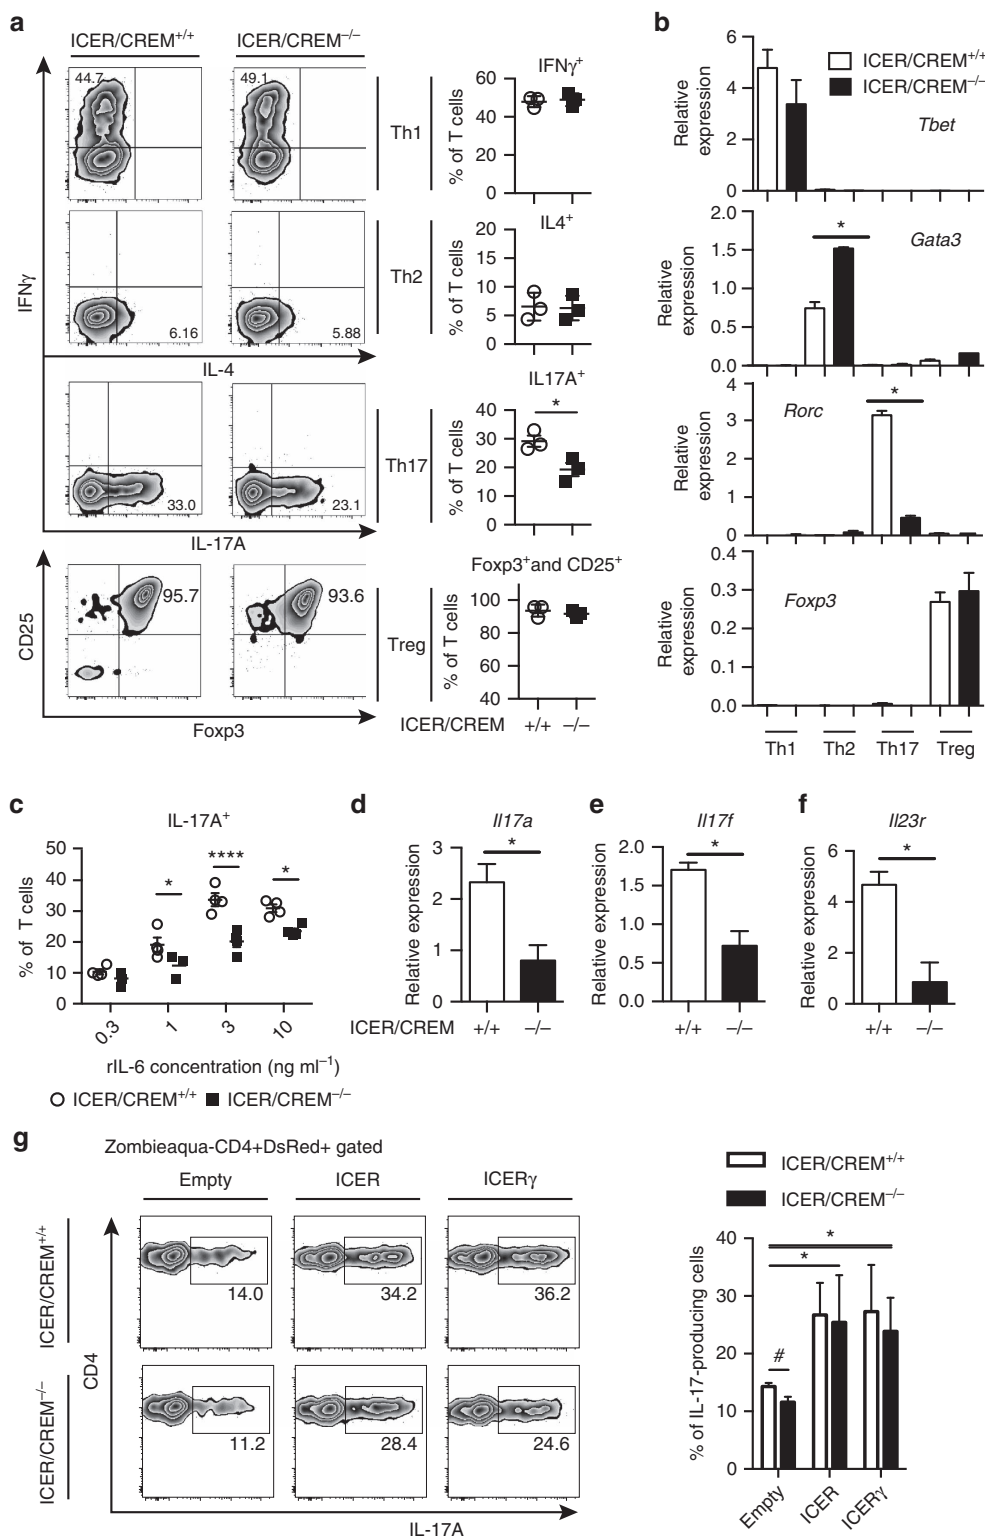 a
ICER/CREM+/+
ICER/CREM−/−
44.7
49.1
Th1
6.16
5.88
Th2
IFNγ
IL-4
33.0
23.1
Th17
IL-17A
95.7
93.6
Treg
CD25
Foxp3
IFNγ+
% of T cells
60
40
20
0
IL4+
% of T cells
20
15
10
5
0
IL17A+
*
% of T cells
40
30
20
10
0
Foxp3+and CD25+
% of T cells
100
80
60
40
ICER/CREM +/+ −/−
b
ICER/CREM+/+
ICER/CREM−/−
Relative
expression
6
4
2
0
Tbet
Relative
expression
2.0
1.5
1.0
0.5
0.0
*
Gata3
Relative
expression
4
3
2
1
0
Rorc
*
Relative
expression
0.4
0.3
0.2
0.1
0.0
Foxp3
Th1 Th2 Th17 Treg
c
IL-17A+
% of T cells
50
40
30
20
10
0
* **** *
0.3 1 3 10
rIL-6 concentration (ng ml−1)
ICER/CREM+/+ ICER/CREM−/−
d
Il17a
*
Relative expression
3
2
1
0
ICER/CREM +/+ −/−
e
Il17f
*
Relative expression
2.0
1.5
1.0
0.5
0.0
+/+ −/−
f
Il23r
*
Relative expression
6
4
2
0
+/+ −/−
g
Zombieaqua-CD4+DsRed+ gated
Empty ICER ICERγ
ICER/CREM+/+
14.0 34.2 36.2
ICER/CREM−/−
11.2 28.4 24.6
CD4
IL-17A
ICER/CREM+/+
ICER/CREM−/−
% of IL-17-producing cells
40
30
20
10
0
*
*
#
Empty ICER ICERγ